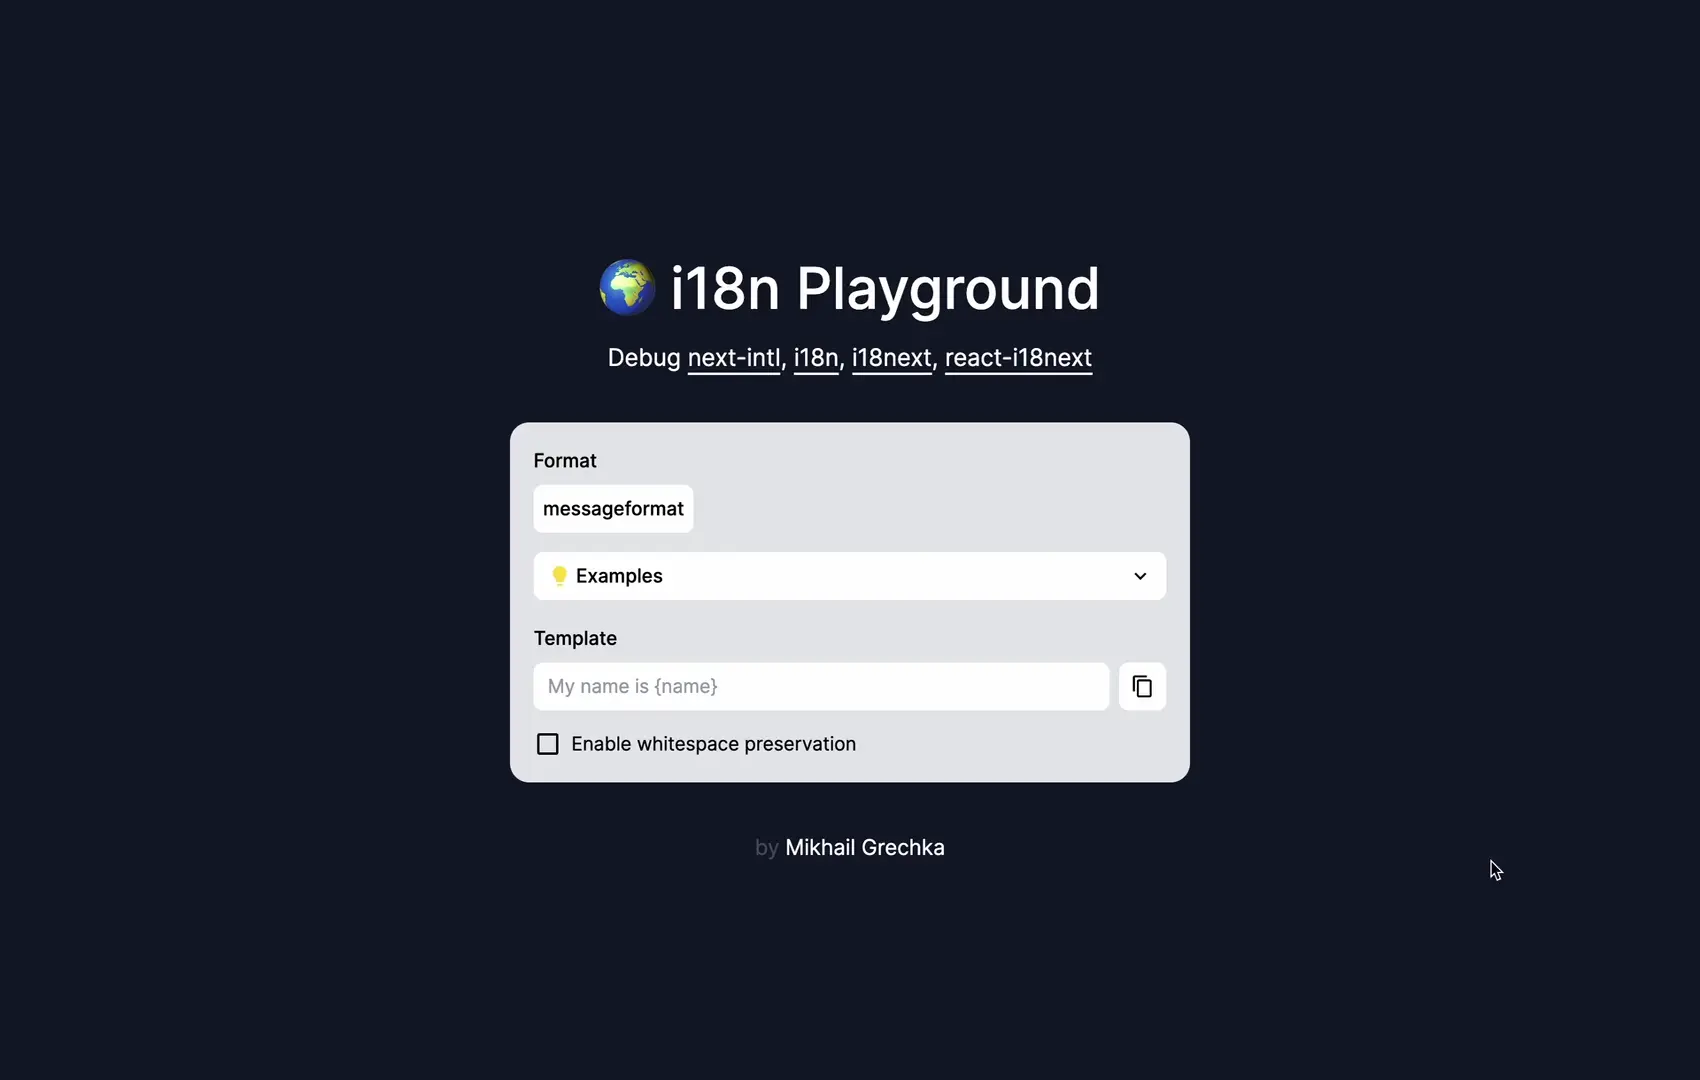 i18n Playground
Debug next-intl, i18n, i18next, react-i18next
Format
messageformat
Examples
Template
My name is {name}
Enable whitespace preservation
by Mikhail Grechka